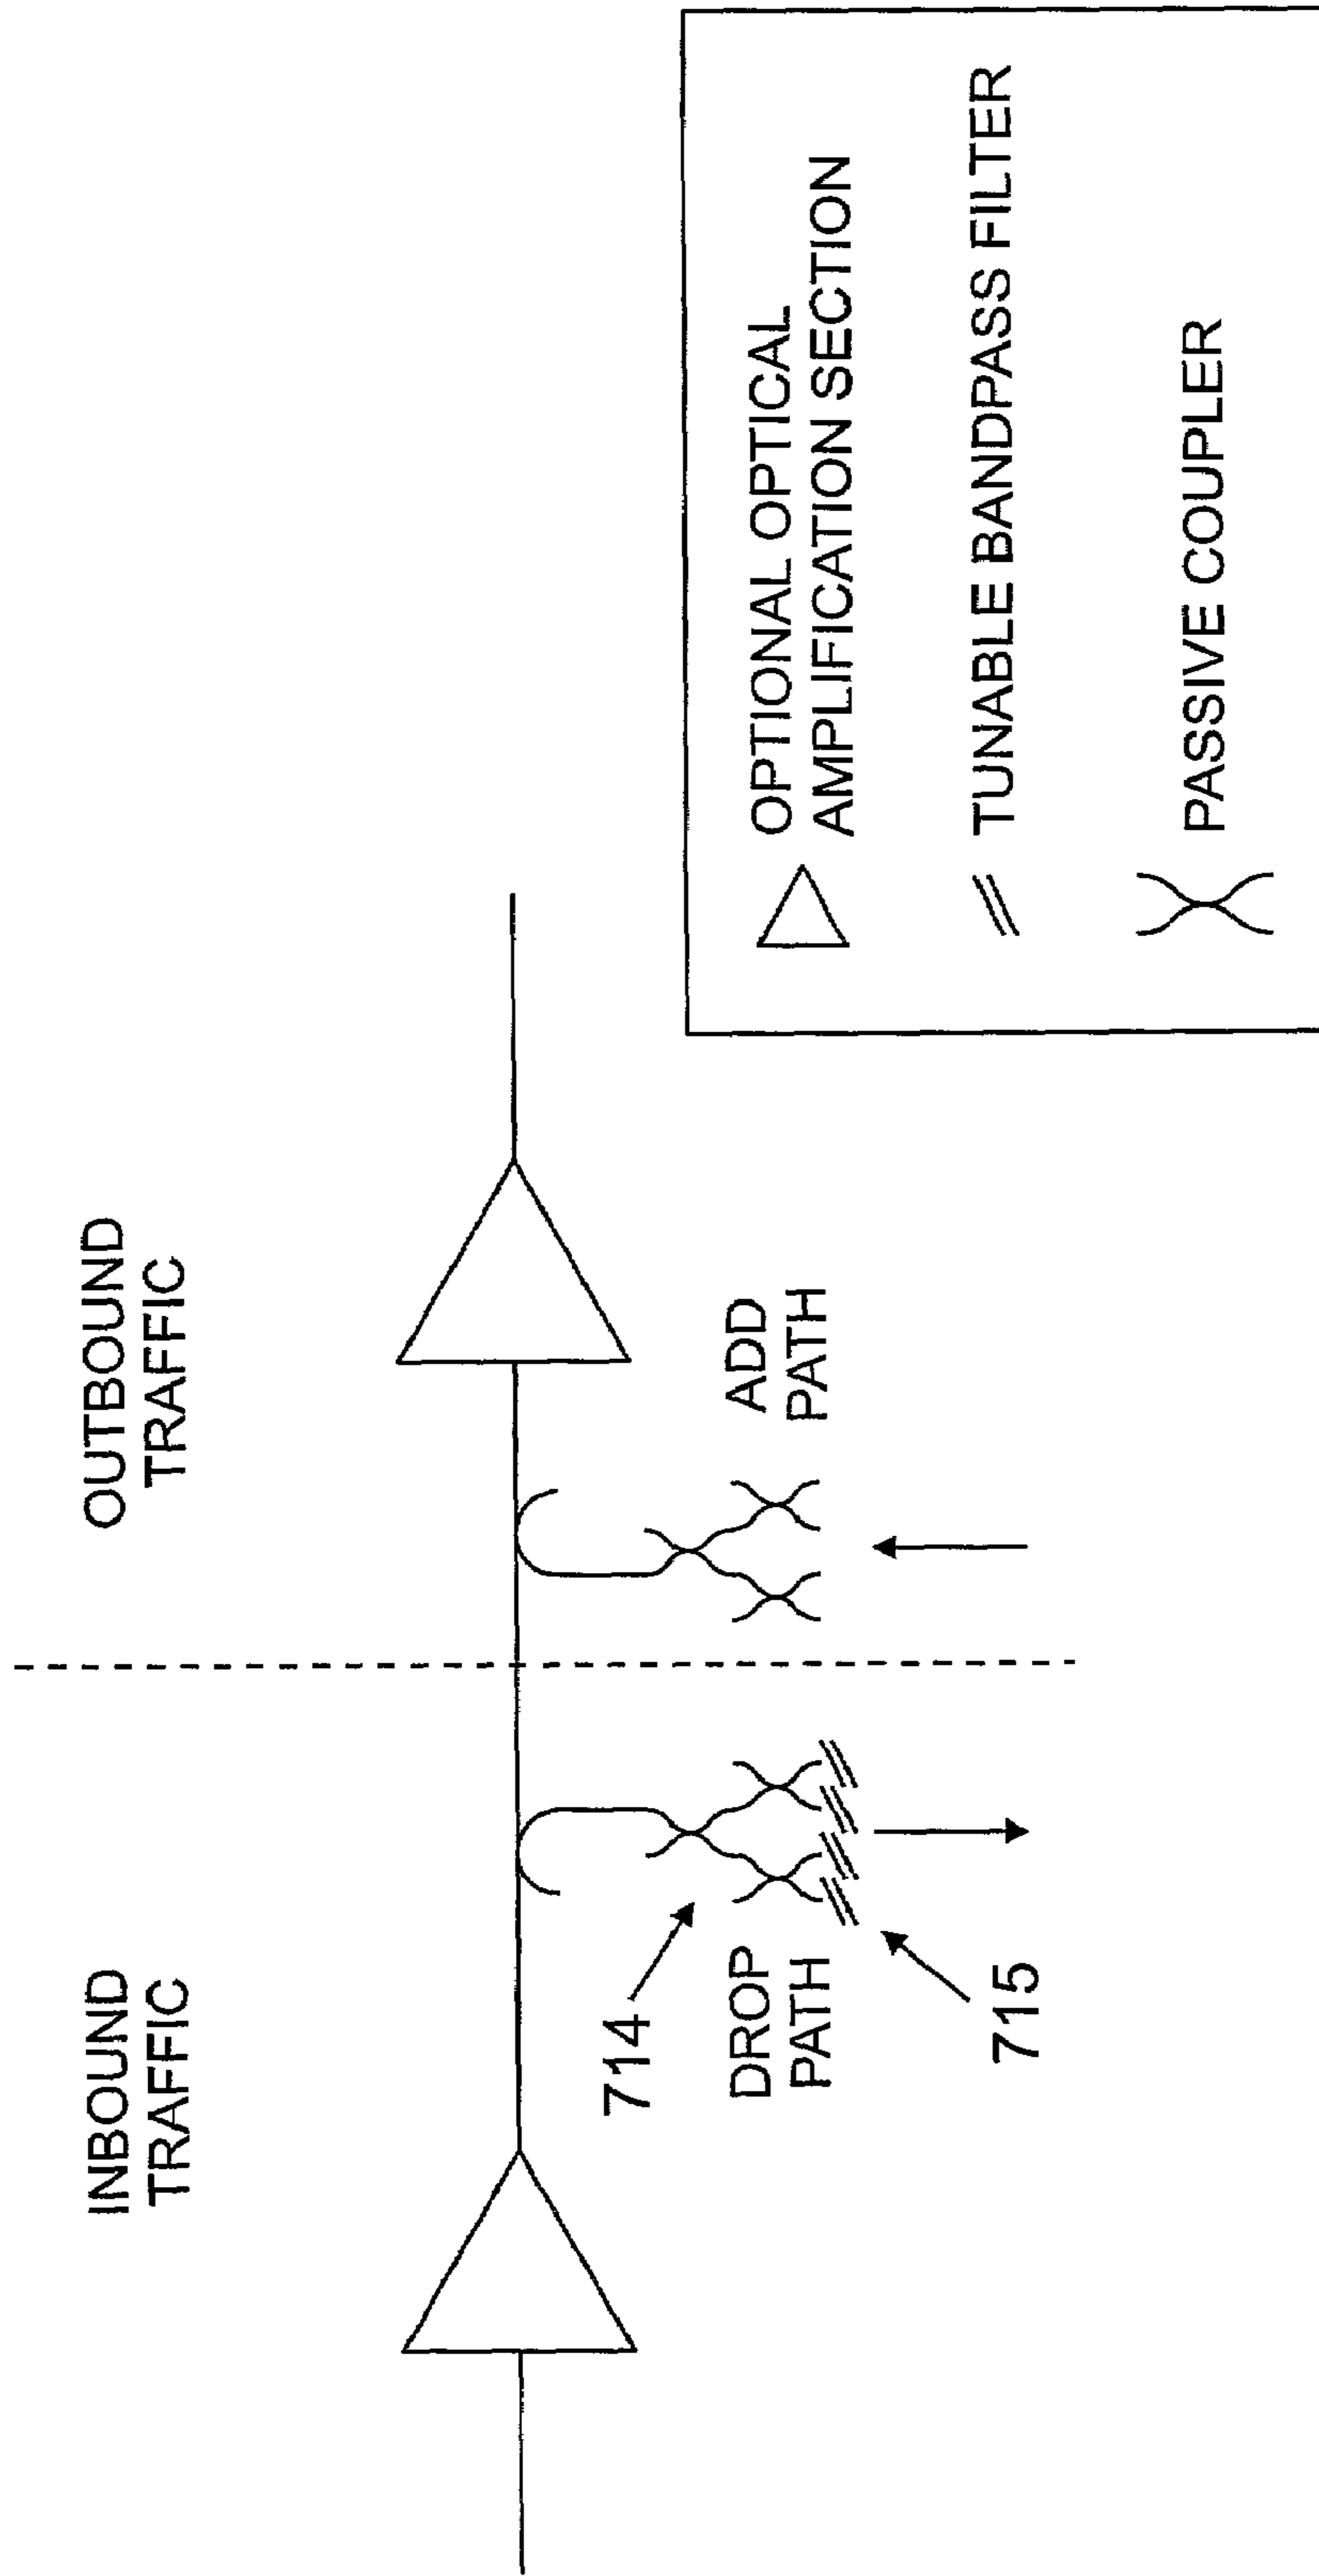 INBOUND
TRAFFIC
OUTBOUND
TRAFFIC
714
DROP
PATH
715
ADD
PATH
OPTIONAL OPTICAL
AMPLIFICATION SECTION
TUNABLE BANDPASS FILTER
PASSIVE COUPLER